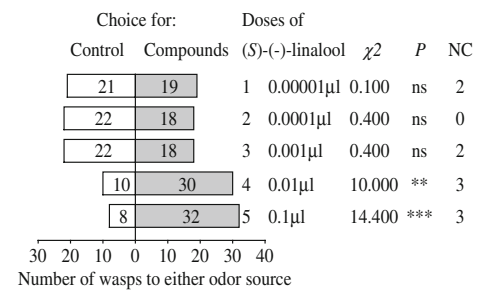 Choice for: Doses of
Control Compounds (S)-(-)-linalool χ2 P NC
21 19 1 0.00001µl 0.100 ns 2
22 18 2 0.0001µl 0.400 ns 0
22 18 3 0.001µl 0.400 ns 2
10 30 4 0.01µl 10.000 ** 3
8 32 5 0.1µl 14.400 *** 3
30 20 10 0 10 20 30 40
Number of wasps to either odor source